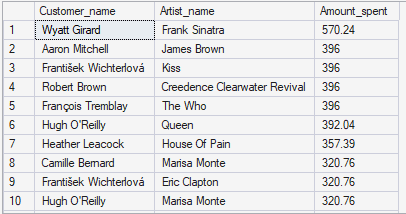 Customer_name Artist_name Amount_spent
1 Wyatt Girard Frank Sinatra 570.24
2 Aaron Mitchell James Brown 396
3 František Wichterlová Kiss 396
4 Robert Brown Creedence Clearwater Revival 396
5 François Tremblay The Who 396
6 Hugh O'Reilly Queen 392.04
7 Heather Leacock House Of Pain 357.39
8 Camille Bernard Marisa Monte 320.76
9 František Wichterlová Eric Clapton 320.76
10 Hugh O'Reilly Marisa Monte 320.76